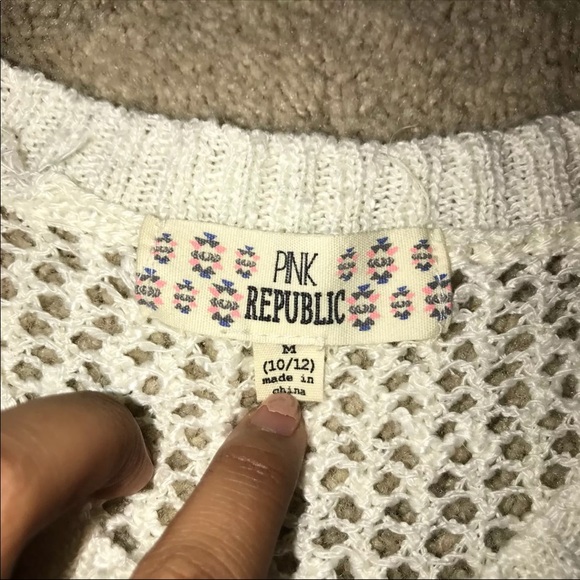 PINK
REPUBLIC
M
(10/12)
made in
china